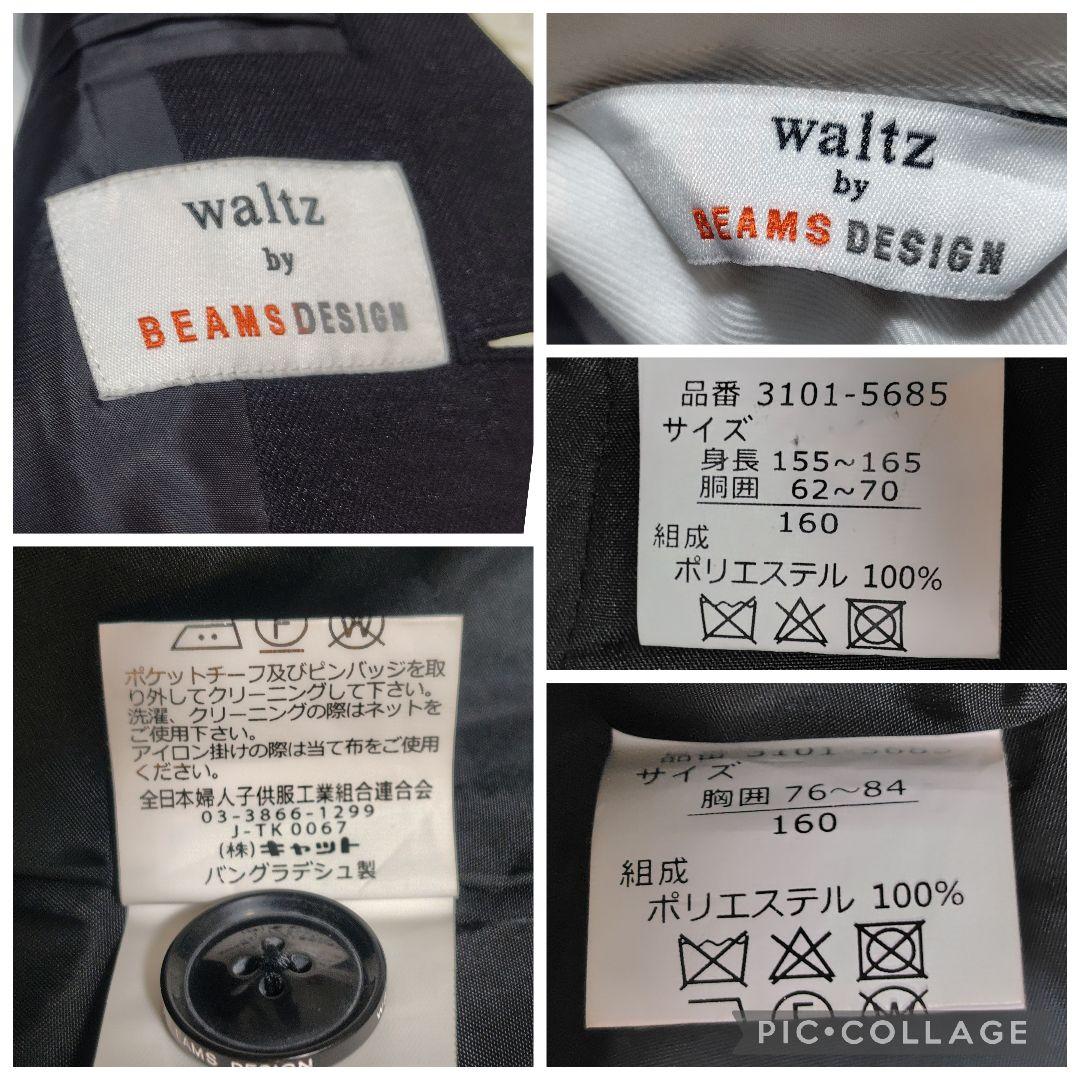 waltz
by
BEAMS DESIGN
waltz
by
BEAMS DESIGN
品番 3101-5685
サイズ
身長 155~165
胴囲 62~70
160
組成
ポリエステル 100%
F
W
ポケットチーフ及びピンバッジを取
り外してクリーニングして下さい。
洗濯、クリーニングの際はネットを
ご使用下さい。
アイロン掛けの際は当て布をご使用
ください。
全日本婦人子供服工業組合連合会
03-3866-1299
J-TK 0067
(株)キャット
バングラデシュ製
BEAMS DESIGN
品番 3101-5685
サイズ
胸囲 76~84
160
組成
ポリエステル 100%
F
W
PIC•COLLAGE